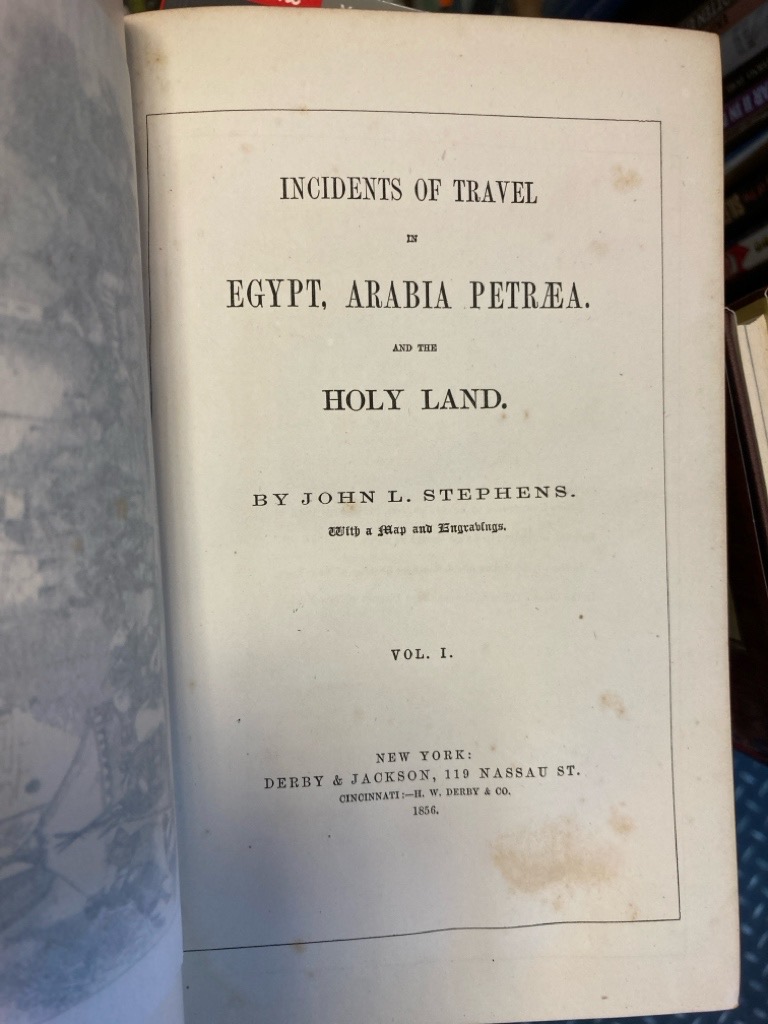 INCIDENTS OF TRAVEL
IN
EGYPT, ARABIA PETRÆA.
AND THE
HOLY LAND.
BY JOHN L. STEPHENS.
With a Map and Engravings.
VOL. I.
NEW YORK:
DERBY & JACKSON, 119 NASSAU ST.
CINCINNATI:—H. W. DERBY & CO.
1856.